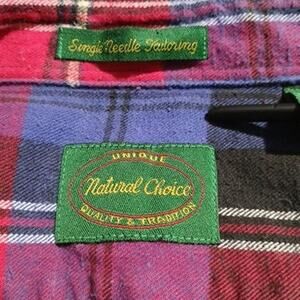 Single Needle Tailoring
UNIQUE
Natural Choice
QUALITY & TRADITION